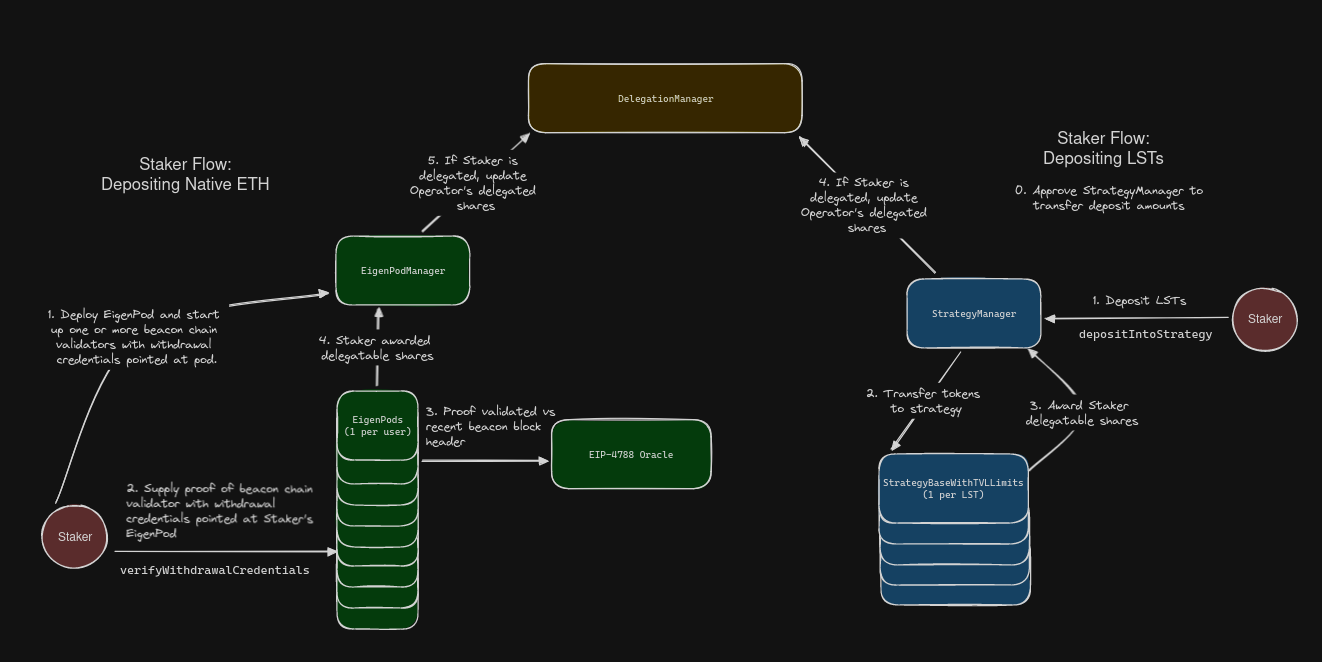 DelegationManager
Staker Flow:
Depositing Native ETH
5. If Staker is
delegated, update
Operator's delegated
shares
EigenPodManager
1. Deploy EigenPod and start
up one or more beacon chain
validators with withdrawal
credentials pointed at pod.
4. Staker awarded
delegatable shares
EigenPods
(1 per user)
3. Proof validated vs
recent beacon block
header
EIP-4788 Oracle
2. Supply proof of beacon chain
validator with withdrawal
credentials pointed at Staker's
EigenPod
Staker
verifyWithdrawalCredentials
Staker Flow:
Depositing LSTs
0. Approve StrategyManager to
transfer deposit amounts
4. If Staker is
delegated, update
Operator's delegated
shares
StrategyManager
1. Deposit LSTs
depositIntoStrategy
Staker
2. Transfer tokens
to strategy
3. Award Staker
delegatable shares
StrategyBaseWithTVLLimits
(1 per LST)